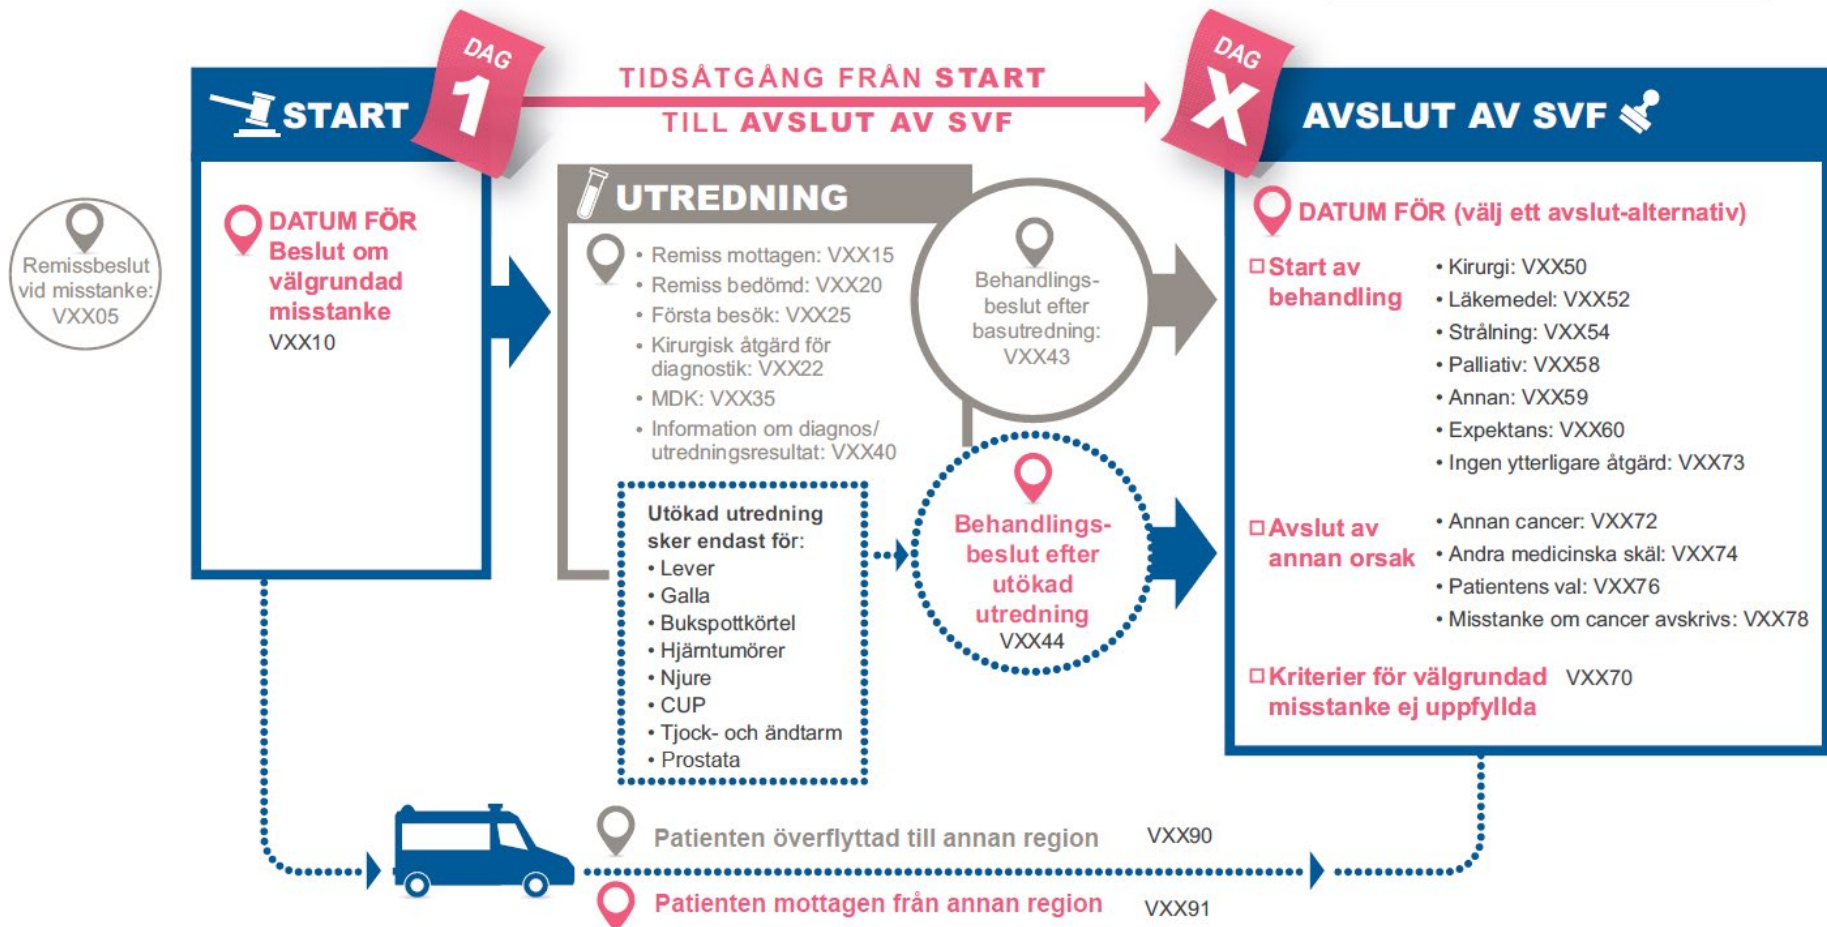 DAG
1
TIDSÅTGÅNG FRÅN START
TILL AVSLUT AV SVF
DAG
X
START
AVSLUT AV SVF
Remissbeslut
vid misstanke:
VXX05
DATUM FÖR
Beslut om
välgrundad
misstanke
VXX10
UTREDNING
• Remiss mottagen: VXX15
• Remiss bedömd: VXX20
• Första besök: VXX25
• Kirurgisk åtgärd för
diagnostik: VXX22
• MDK: VXX35
• Information om diagnos/
utredningsresultat: VXX40
Utökad utredning
sker endast för:
• Lever
• Galla
• Bukspottkörtel
• Hjärntumörer
• Njure
• CUP
• Tjock- och ändtarm
• Prostata
Behandlings-
beslut efter
basutredning:
VXX43
Behandlings-
beslut efter
utökad
utredning
VXX44
DATUM FÖR (välj ett avslut-alternativ)
Start av
behandling
• Kirurgi: VXX50
• Läkemedel: VXX52
• Strålning: VXX54
• Palliativ: VXX58
• Annan: VXX59
• Expektans: VXX60
• Ingen ytterligare åtgärd: VXX73
Avslut av
annan orsak
• Annan cancer: VXX72
• Andra medicinska skäl: VXX74
• Patientens val: VXX76
• Misstanke om cancer avskrivs: VXX78
Kriterier för välgrundad VXX70
misstanke ej uppfyllda
Patienten överflyttad till annan region VXX90
Patienten mottagen från annan region VXX91